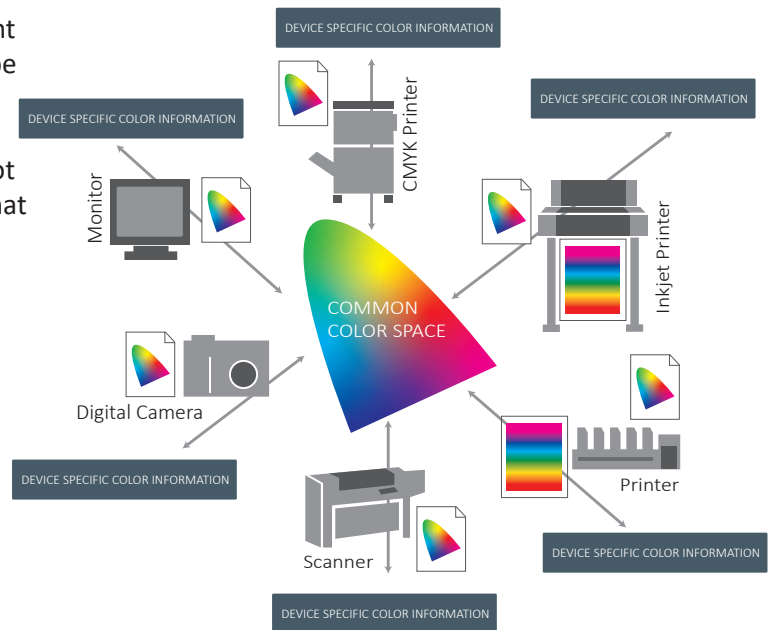 DEVICE SPECIFIC COLOR INFORMATION
DEVICE SPECIFIC COLOR INFORMATION
DEVICE SPECIFIC COLOR INFORMATION
CMYK Printer
Monitor
Inkjet Printer
COMMON
COLOR SPACE
Digital Camera
DEVICE SPECIFIC COLOR INFORMATION
Printer
Scanner
DEVICE SPECIFIC COLOR INFORMATION
DEVICE SPECIFIC COLOR INFORMATION